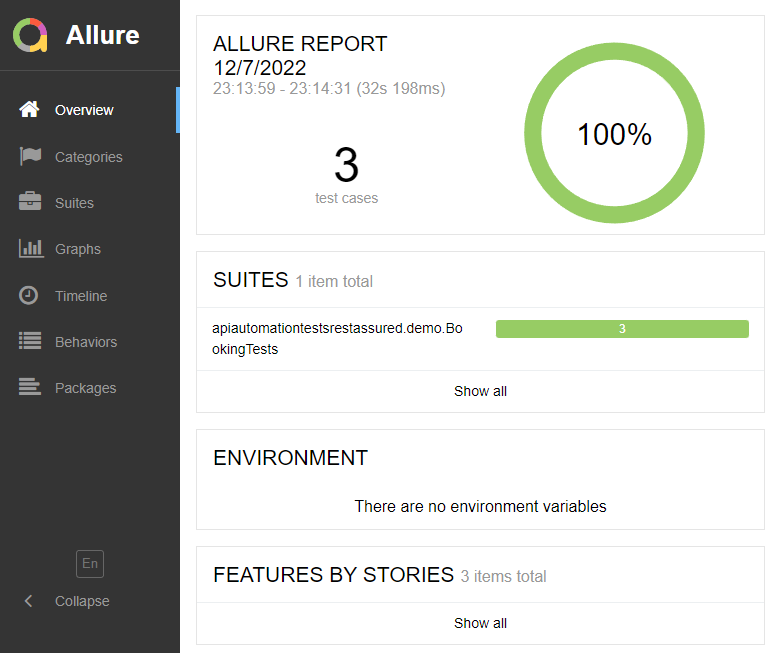 Allure
Overview
Categories
Suites
Graphs
Timeline
Behaviors
Packages
En
Collapse
ALLURE REPORT
12/7/2022
23:13:59 - 23:14:31 (32s 198ms)
3
test cases
100%
SUITES 1 item total
apiautomationtestsrestassured.demo.Bo
okingTests
3
Show all
ENVIRONMENT
There are no environment variables
FEATURES BY STORIES 3 items total
Show all